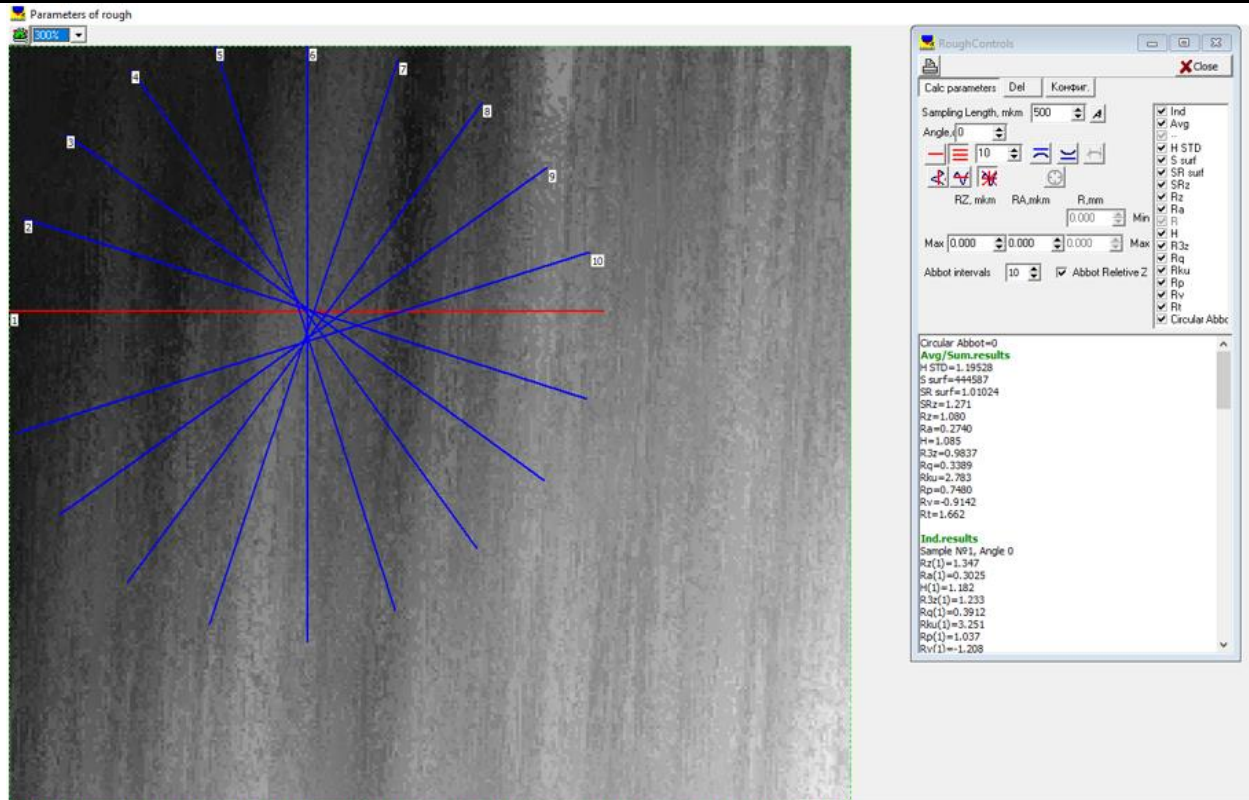 Parameters of rough
300%
5
6
7
4
8
3
9
2
10
1
RoughControls
Close
Calc parameters Del Конфиг.
Sampling Length, mkm 500 A
Angle,( 0
10
RZ, mkm RA,mkm R,mm
0.000 Min
Max 0.000 0.000 0.000 Max
Abbot intervals 10 Abbot Reletive Z
Ind
Avg
--
H STD
S surf
SR surf
SRz
Rz
Ra
R
H
R3z
Rq
Rku
Rp
Rv
Rt
Circular Abbc
Circular Abbot=0
Avg/Sum.results
H STD=1.19528
S surf=444587
SR surf=1.01024
SRz=1.271
Rz=1.080
Ra=0.2740
H=1.085
R3z=0.9837
Rq=0.3389
Rku=2.783
Rp=0.7480
Rv=-0.9142
Rt=1.662
Ind.results
Sample №1, Angle 0
Rz(1)=1.347
Ra(1)=0.3025
H(1)=1.182
R3z(1)=1.233
Rq(1)=0.3912
Rku(1)=3.251
Rp(1)=1.037
Rv(1)=-1.208